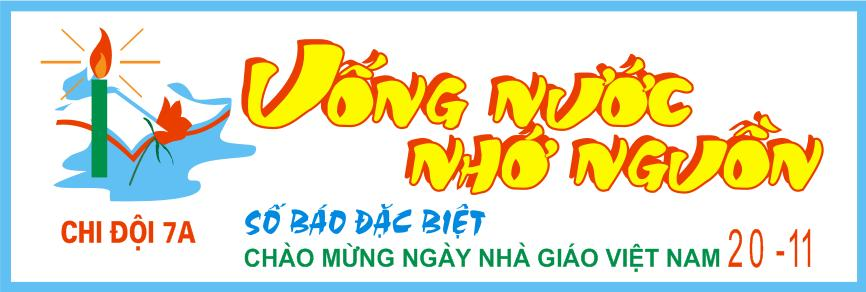 UỐNG NƯỚC
NHỚ NGUỒN
CHI ĐỘI 7A
SỐ BÁO ĐẶC BIỆT
CHÀO MỪNG NGÀY NHÀ GIÁO VIỆT NAM 20 -11